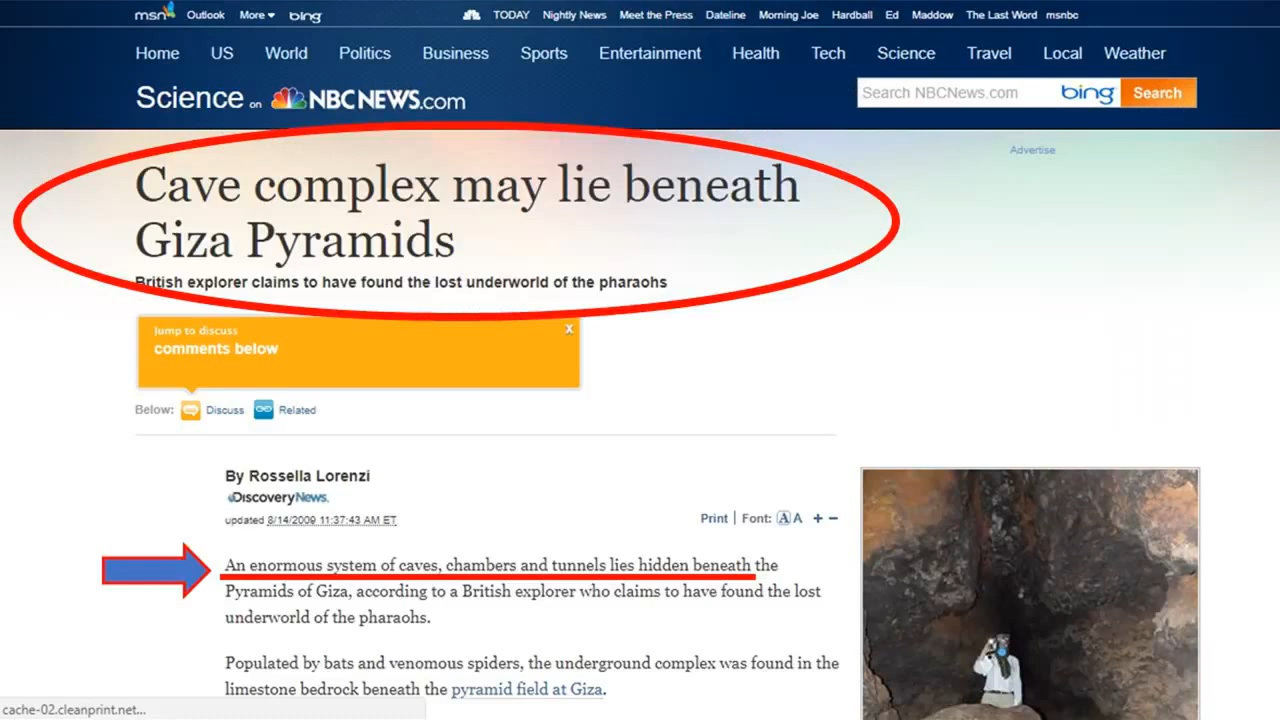 msn Outlook More bing TODAY Nightly News Meet the Press Dateline Morning Joe Hardball Ed Maddow The Last Word msnbc
Home US World Politics Business Sports Entertainment Health Tech Science Travel Local Weather
Science on NBCNEWS.com
Search NBCNews.com bing Search
Advertise
Cave complex may lie beneath
Giza Pyramids
British explorer claims to have found the lost underworld of the pharaohs
Jump to discuss X
comments below
Below: Discuss Related
By Rossella Lorenzi
DiscoveryNews.
updated 8/14/2009 11:37:43 AM ET
Print | Font: A A + −
An enormous system of caves, chambers and tunnels lies hidden beneath the
Pyramids of Giza, according to a British explorer who claims to have found the lost
underworld of the pharaohs.
Populated by bats and venomous spiders, the underground complex was found in the
limestone bedrock beneath the pyramid field at Giza.
cache-02.cleanprint.net...